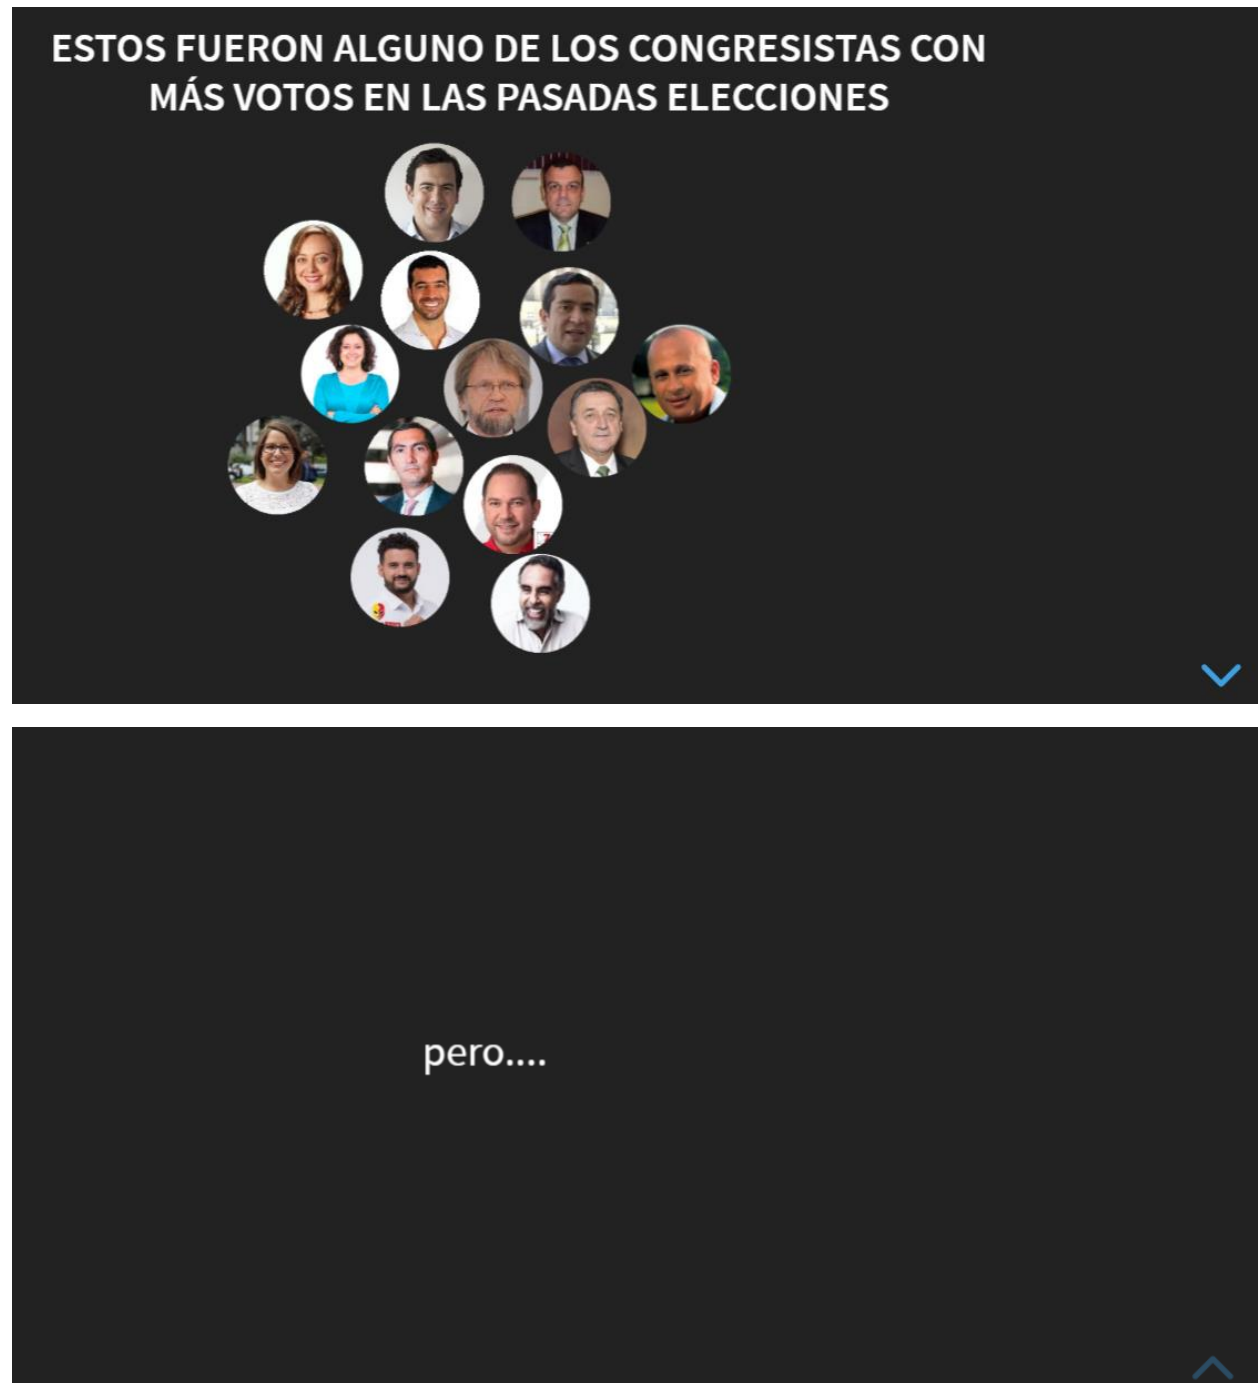 ESTOS FUERON ALGUNO DE LOS CONGRESISTAS CON
MÁS VOTOS EN LAS PASADAS ELECCIONES
pero....